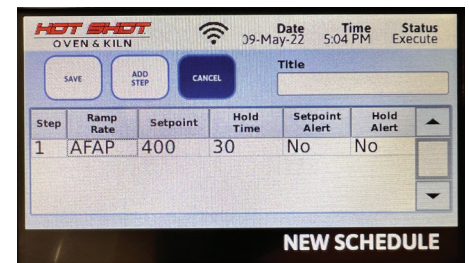 HOT SHOT
OVEN & KILN
Date Time Status
09-May-22 5:04 PM Execute
SAVE
ADD STEP
CANCEL
Title
Step Ramp Rate Setpoint Hold Time Setpoint Alert Hold Alert
1 AFAP 400 30 No No
NEW SCHEDULE